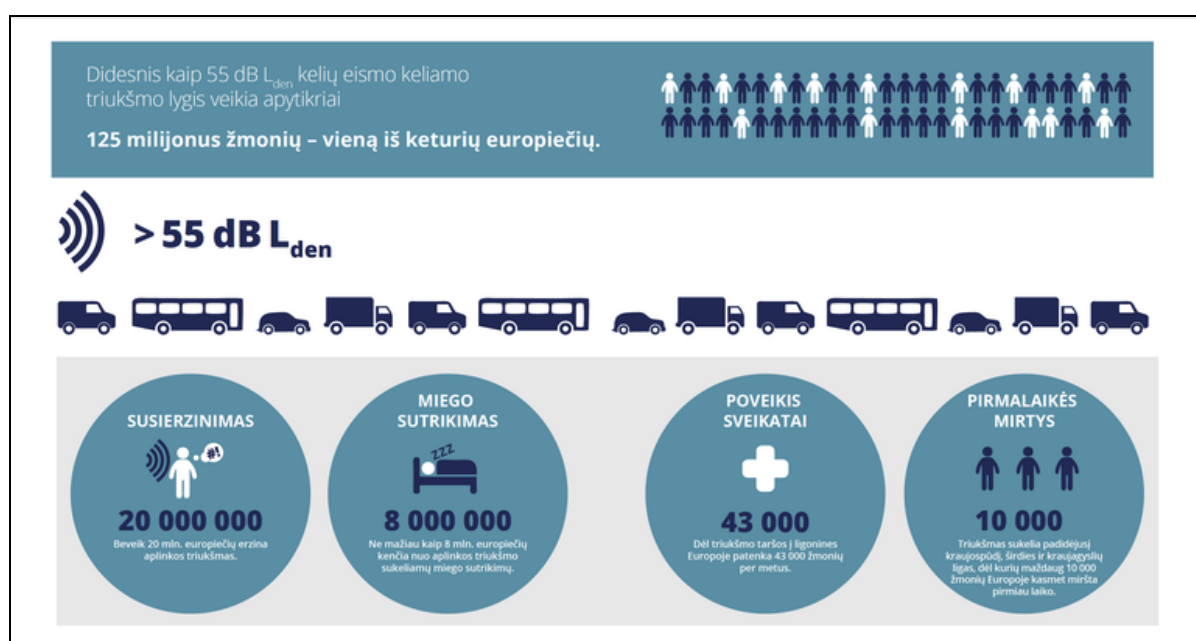 Didesnis kaip 55 dB Lden kelių eismo keliamo
triukšmo lygis veikia apytikriai
125 milijonus žmonių – vieną iš keturių europiečių.
> 55 dB Lden
SUSIERZINIMAS
#!
20 000 000
Beveik 20 mln. europiečių erzina
aplinkos triukšmas.
MIEGO
SUTRIKIMAS
zzz
8 000 000
Ne mažiau kaip 8 mln. europiečių
kenčia nuo aplinkos triukšmo
sukeliamų miego sutrikimų.
POVEIKIS
SVEIKATAI
43 000
Dėl triukšmo taršos į ligonines
Europoje patenka 43 000 žmonių
per metus.
PIRMALAIKĖS
MIRTYS
10 000
Triukšmas sukelia padidėjusį
kraujospūdį, širdies ir kraujagyslių
ligas, dėl kurių maždaug 10 000
žmonių Europoje kasmet miršta
pirmiau laiko.